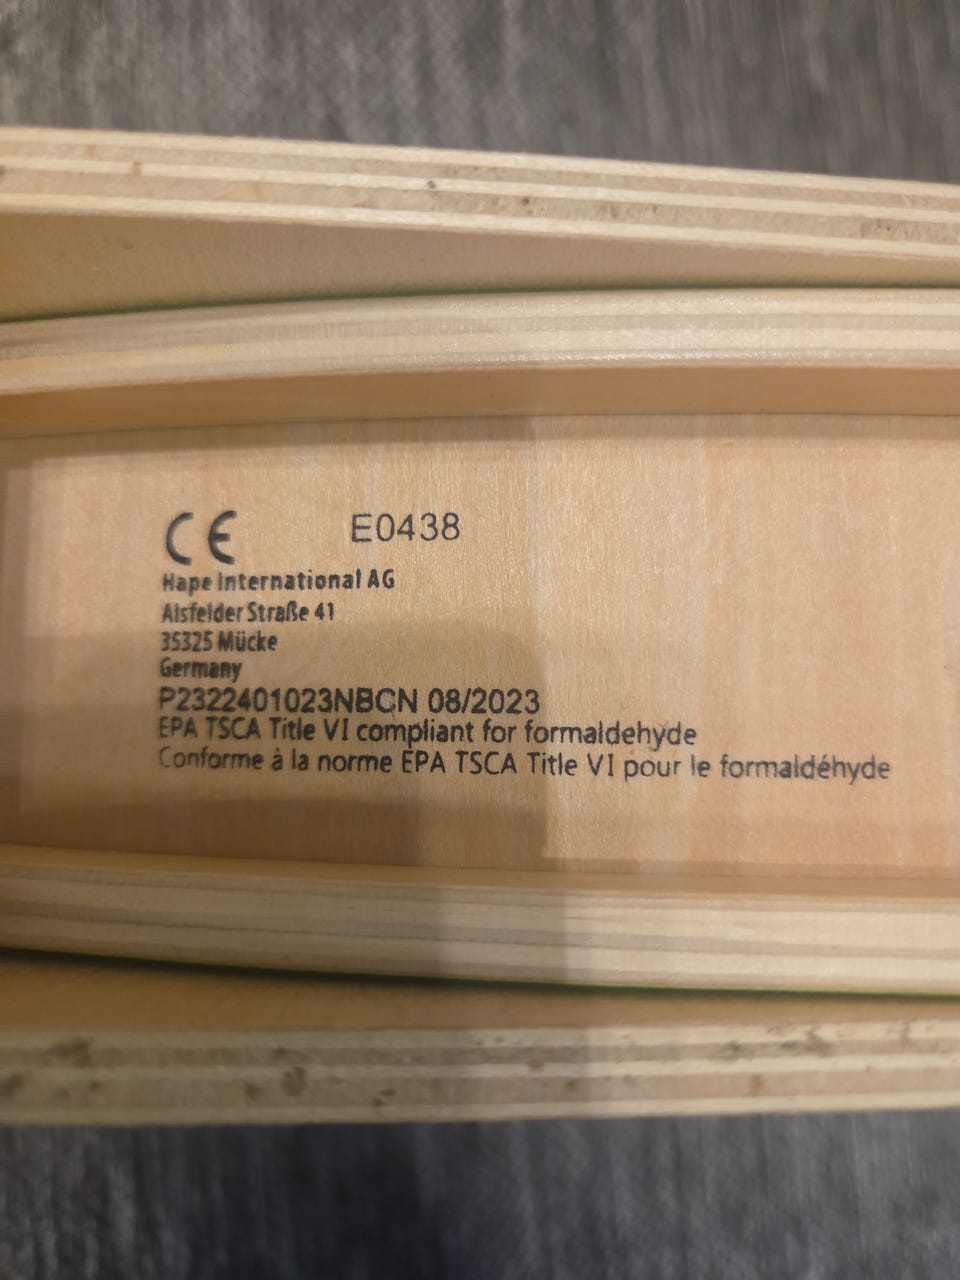 CE E0438
Hape International AG
Alsfelder Straße 41
35325 Mücke
Germany
P2322401023NBCN 08/2023
EPA TSCA Title VI compliant for formaldehyde
Conforme à la norme EPA TSCA Title VI pour le formaldéhyde